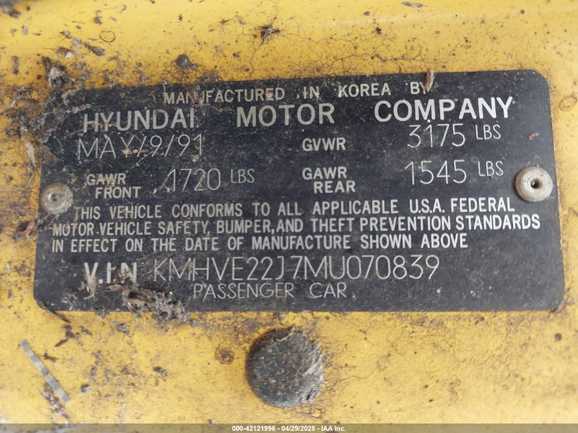 MANUFACTURED IN KOREA BY
HYUNDAI MOTOR COMPANY
MAY/9/91 GVWR 3175 LBS
GAWR FRONT 1720 LBS GAWR REAR 1545 LBS
THIS VEHICLE CONFORMS TO ALL APPLICABLE U.S.A. FEDERAL
MOTOR VEHICLE SAFETY, BUMPER, AND THEFT PREVENTION STANDARDS
IN EFFECT ON THE DATE OF MANUFACTURE SHOWN ABOVE
V.I.N KMHVE22J7MU070839
PASSENGER CAR
000-42121996 04/29/2025 - IAA Inc.